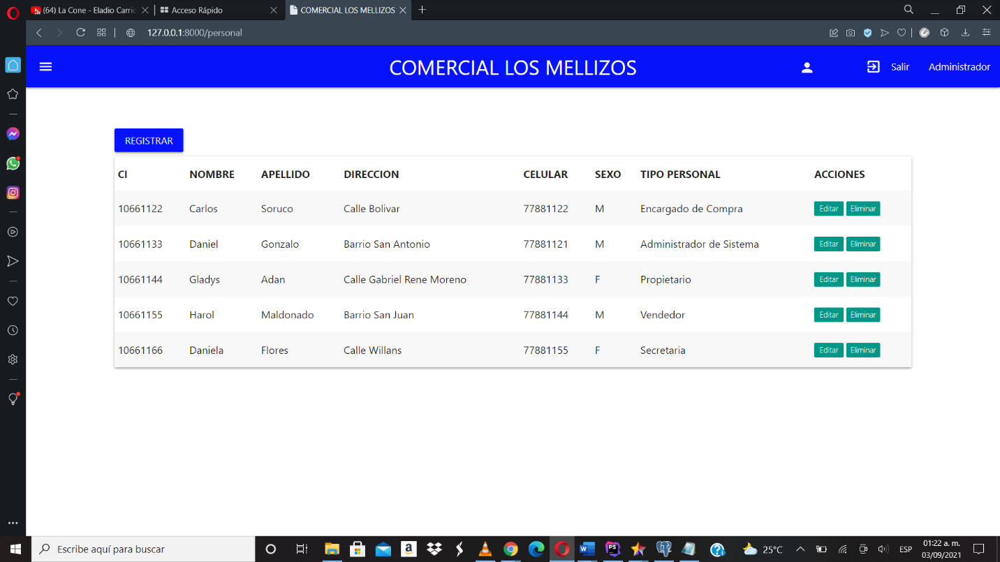 (64) La Cone - Eladio Carric
Acceso Rápido
COMERCIAL LOS MELLIZOS
127.0.0.1:8000/personal
COMERCIAL LOS MELLIZOS
Salir
Administrador
REGISTRAR
CI NOMBRE APELLIDO DIRECCION CELULAR SEXO TIPO PERSONAL ACCIONES
10661122 Carlos Soruco Calle Bolivar 77881122 M Encargado de Compra Editar Eliminar
10661133 Daniel Gonzalo Barrio San Antonio 77881121 M Administrador de Sistema Editar Eliminar
10661144 Gladys Adan Calle Gabriel Rene Moreno 77881133 F Propietario Editar Eliminar
10661155 Harol Maldonado Barrio San Juan 77881144 M Vendedor Editar Eliminar
10661166 Daniela Flores Calle Willans 77881155 F Secretaria Editar Eliminar
Escribe aquí para buscar
25°C
ESP
01:22 a. m.
03/09/2021